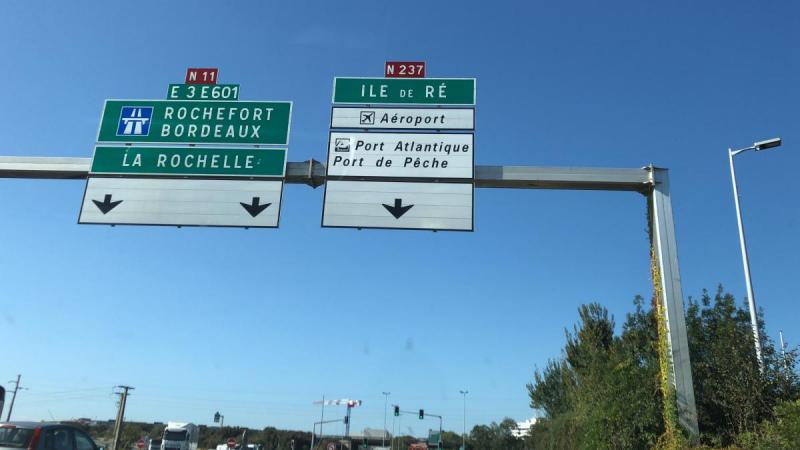 N 11
E 3 E601
ROCHEFORT
BORDEAUX
LA ROCHELLE
N 237
ILE DE RÉ
Aéroport
Port Atlantique
Port de Pêche